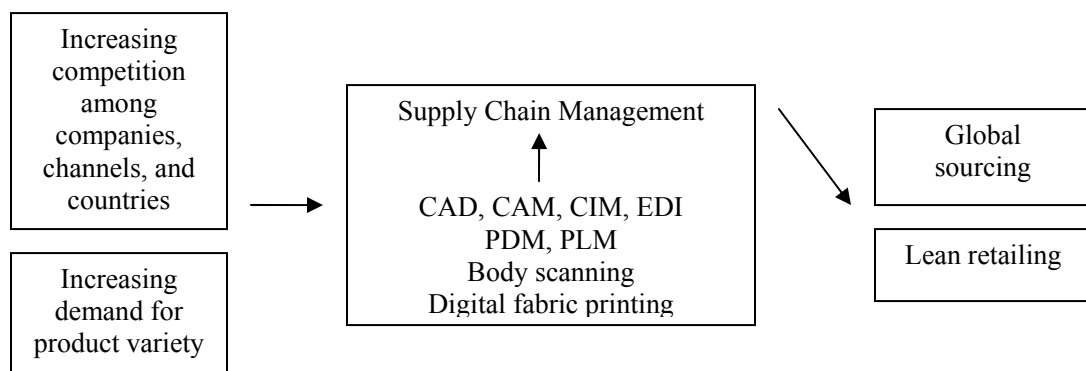 Increasing
competition
among
companies,
channels, and
countries
Increasing
demand for
product variety
Supply Chain Management
CAD, CAM, CIM, EDI
PDM, PLM
Body scanning
Digital fabric printing
Global
sourcing
Lean retailing